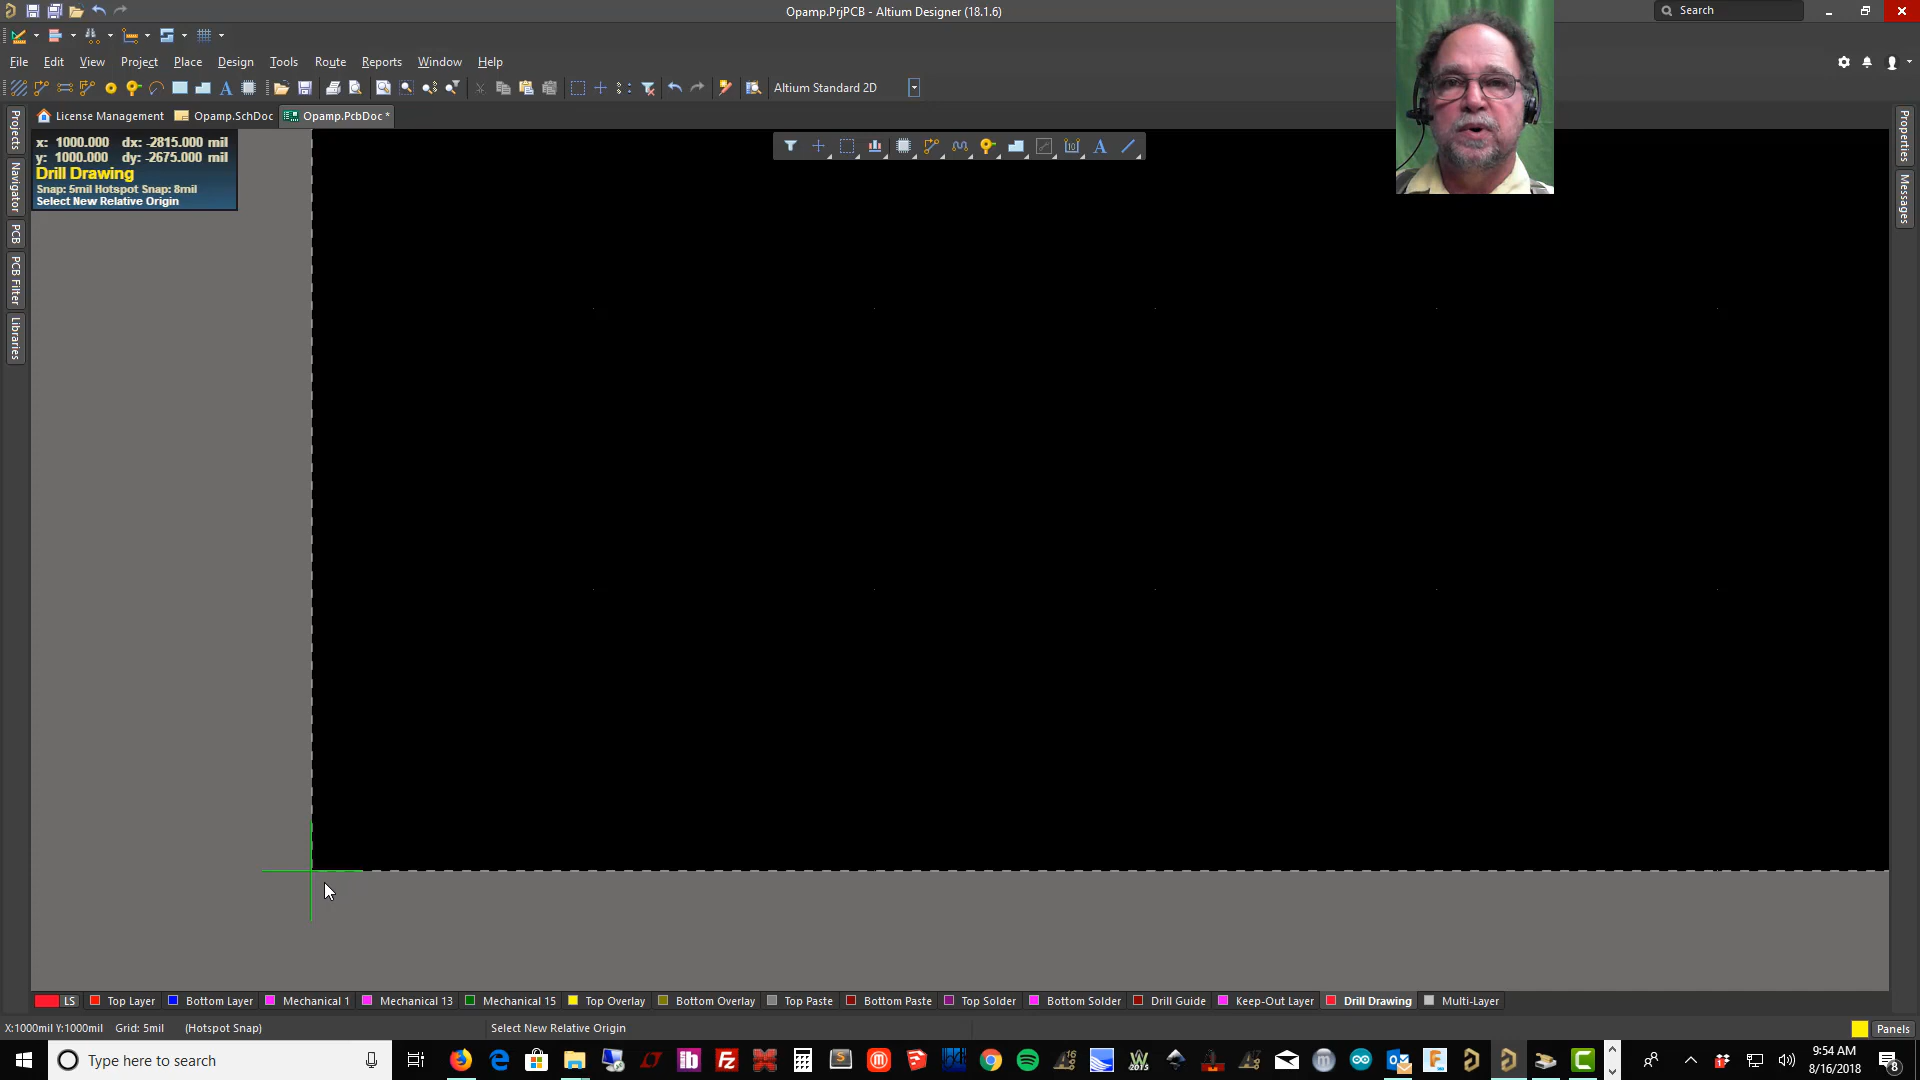 Opamp.PrjPCB - Altium Designer (18.1.6)
Search
File Edit View Project Place Design Tools Route Reports Window Help
Altium Standard 2D
License Management Opamp.SchDoc Opamp.PcbDoc *
x: 1000.000 dx: -2815.000 mil
y: 1000.000 dy: -2675.000 mil
Drill Drawing
Snap: 5mil Hotspot Snap: 8mil
Select New Relative Origin
Projects
Navigator
PCB
PCB Filter
Libraries
Properties
Messages
LS Top Layer Bottom Layer Mechanical 1 Mechanical 13 Mechanical 15 Top Overlay Bottom Overlay Top Paste Bottom Paste Top Solder Bottom Solder Drill Guide Keep-Out Layer Drill Drawing Multi-Layer
X:1000mil Y:1000mil Grid: 5mil (Hotspot Snap) Select New Relative Origin Panels
Type here to search
9:54 AM
8/16/2018
8